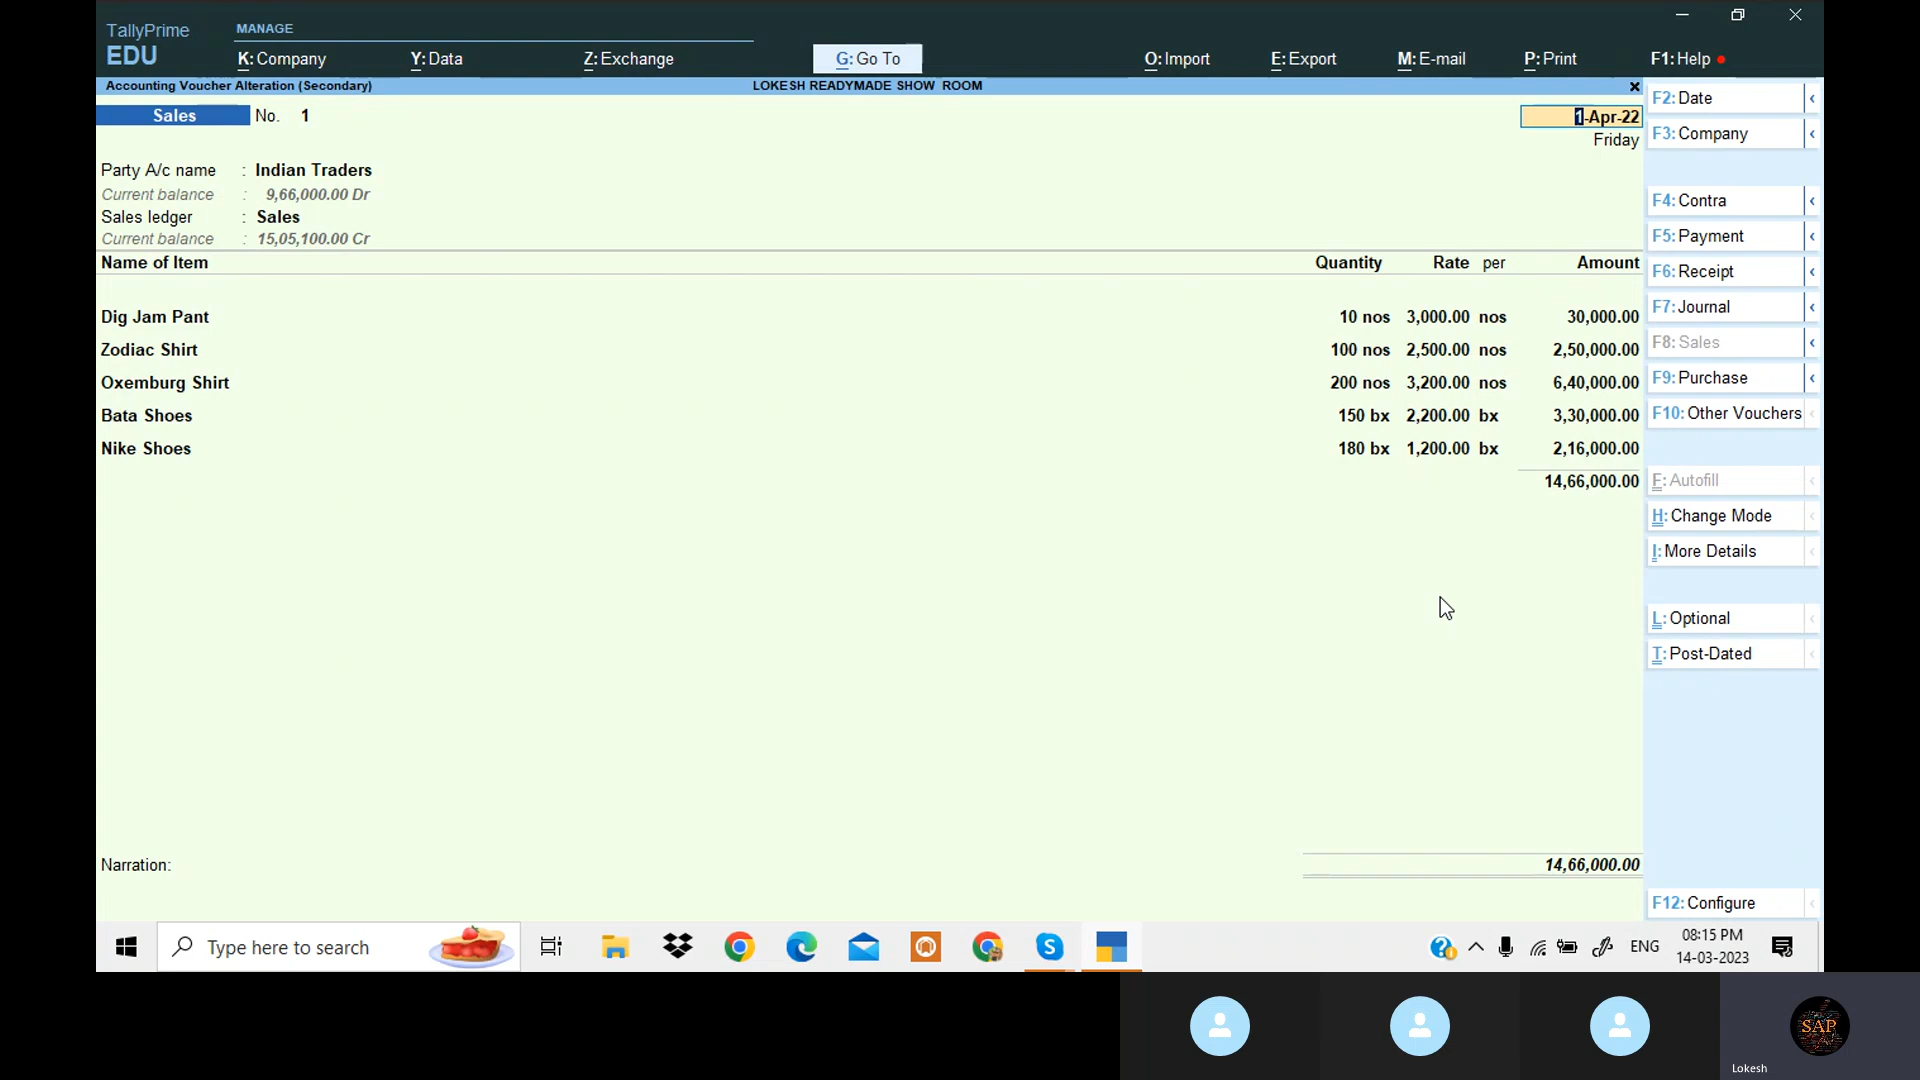 TallyPrime
EDU
MANAGE
K: Company
Y: Data
Z: Exchange
G: Go To
O: Import
E: Export
M: E-mail
P: Print
F1: Help
Accounting Voucher Alteration (Secondary)
LOKESH READYMADE SHOW ROOM
Sales No. 1
1-Apr-22
Friday
Party A/c name : Indian Traders
Current balance : 9,66,000.00 Dr
Sales ledger : Sales
Current balance : 15,05,100.00 Cr
Name of Item Quantity Rate per Amount
Dig Jam Pant 10 nos 3,000.00 nos 30,000.00
Zodiac Shirt 100 nos 2,500.00 nos 2,50,000.00
Oxemburg Shirt 200 nos 3,200.00 nos 6,40,000.00
Bata Shoes 150 bx 2,200.00 bx 3,30,000.00
Nike Shoes 180 bx 1,200.00 bx 2,16,000.00
14,66,000.00
Narration: 14,66,000.00
F2: Date
F3: Company
F4: Contra
F5: Payment
F6: Receipt
F7: Journal
F8: Sales
F9: Purchase
F10: Other Vouchers
F: Autofill
H: Change Mode
I: More Details
L: Optional
T: Post-Dated
F12: Configure
Type here to search
ENG
08:15 PM
14-03-2023
SAP
Lokesh